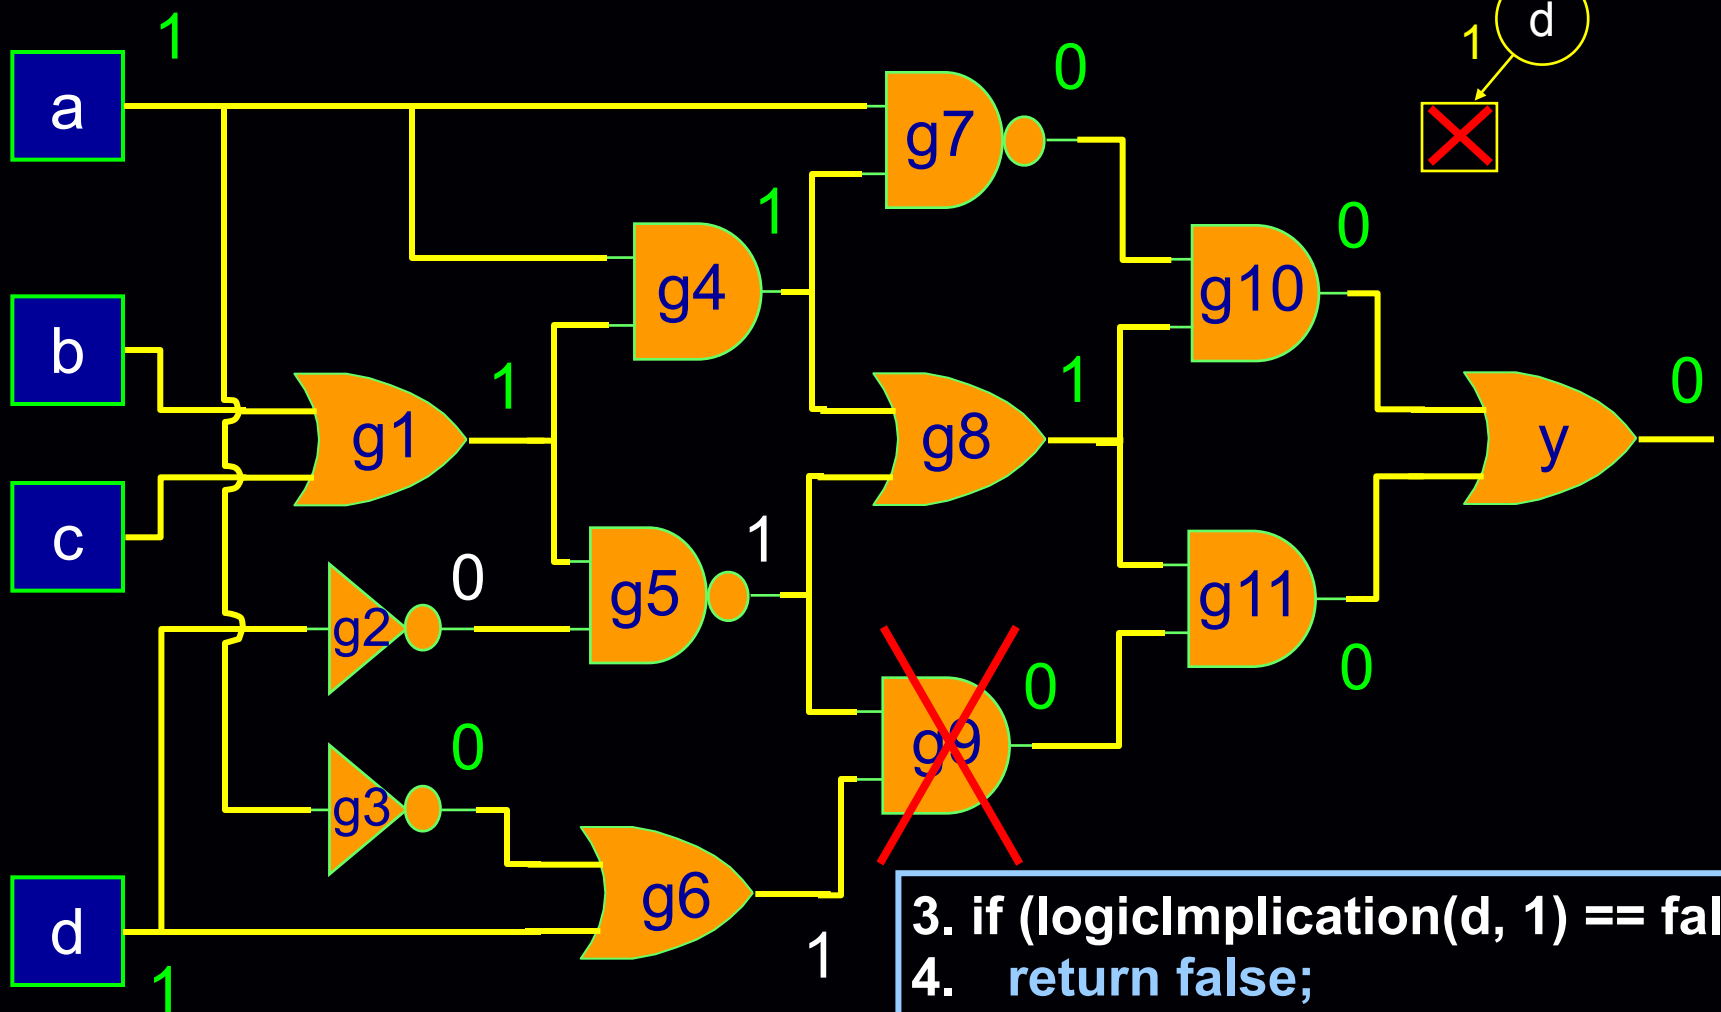 1
d
1
a
0
g7
1
0
g4
g10
b
1
1
0
g1
g8
y
c
0
1
g5
g11
g2
0
0
g9
0
g3
g6
d
1
1
3. if (logicImplication(d, 1) == fal
4. return false;